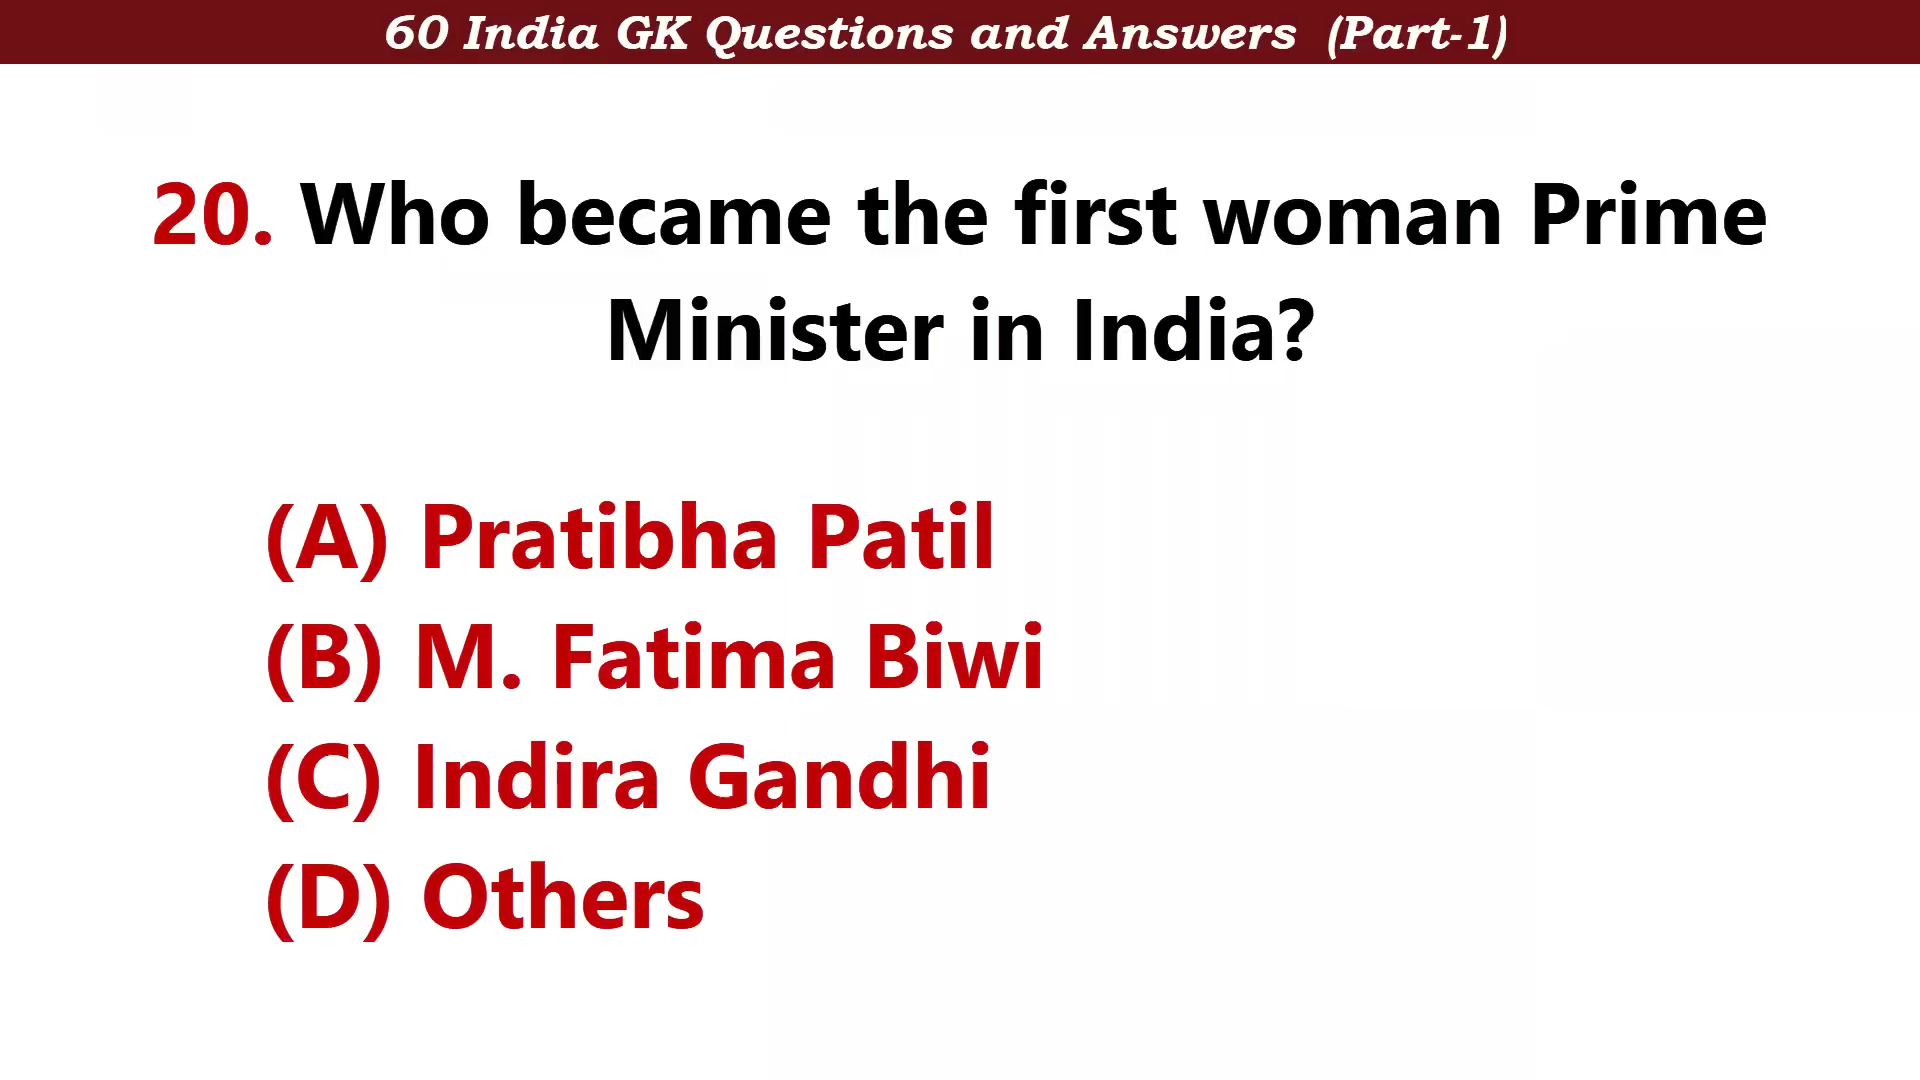 60 India GK Questions and Answers (Part-1)
20. Who became the first woman Prime
Minister in India?
(A) Pratibha Patil
(B) M. Fatima Biwi
(C) Indira Gandhi
(D) Others